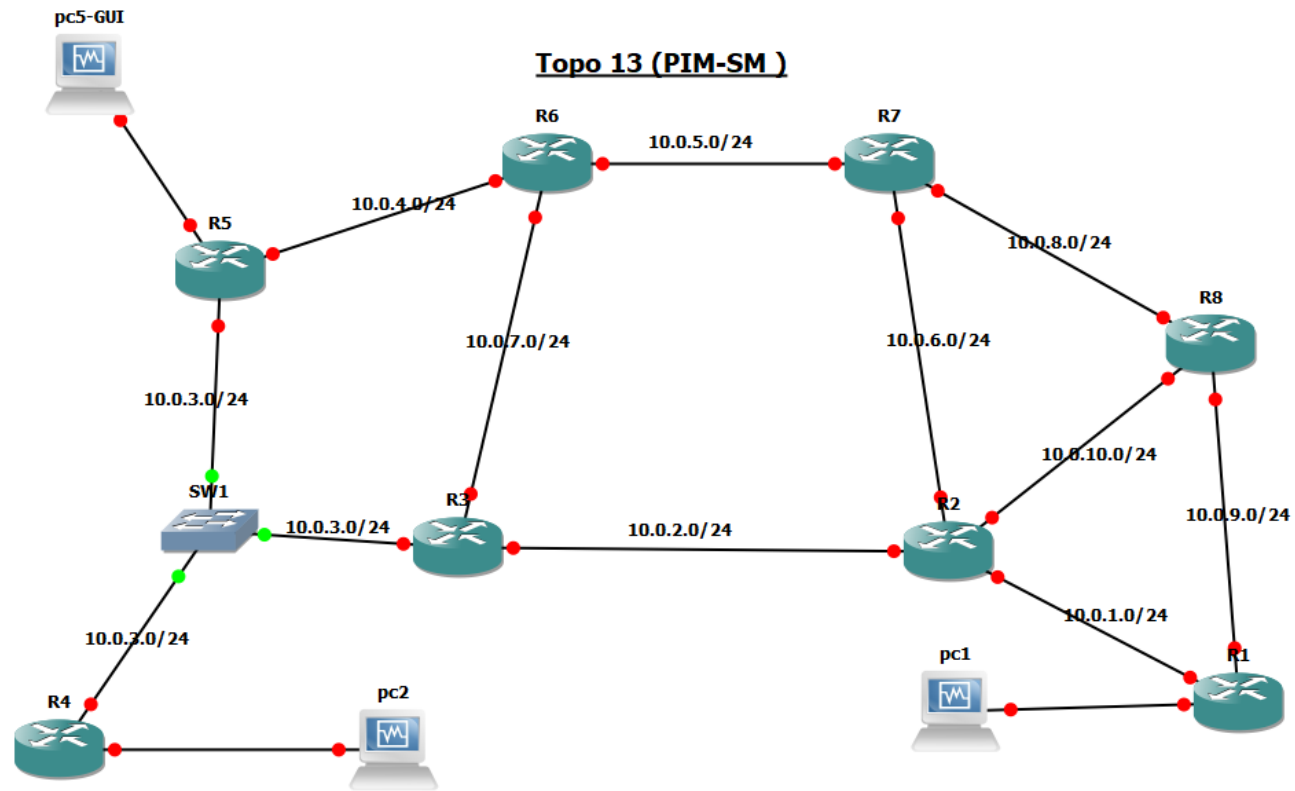 pc5-GUI
Topo 13 (PIM-SM )
R6
R7
10.0.5.0/24
10.0.4.0/24
R5
10.0.8.0/24
R8
10.0.7.0/24
10.0.6.0/24
10.0.3.0/24
10.0.10.0/24
SW1
R3
R2
10.0.3.0/24
10.0.2.0/24
10.0.9.0/24
10.0.1.0/24
10.0.3.0/24
pc1
R1
R4
pc2